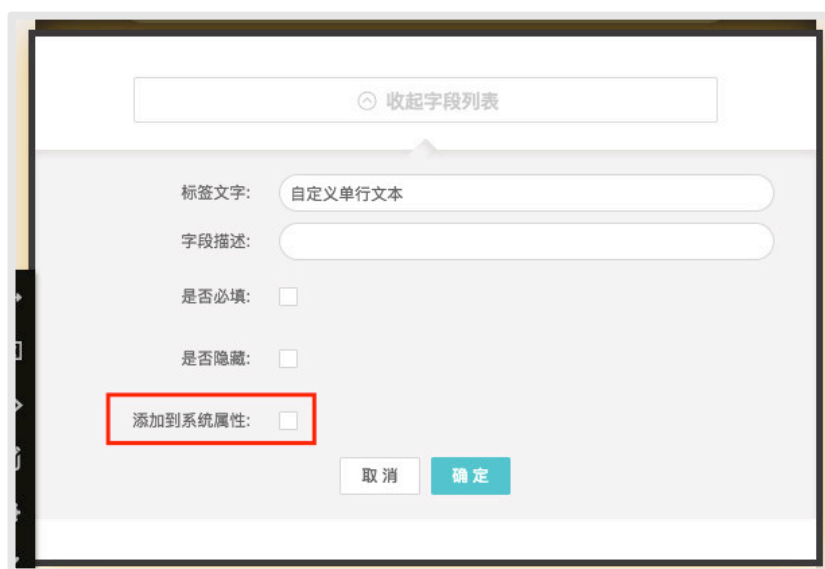 收起字段列表
标签文字: 自定义单行文本
字段描述:
是否必填:
是否隐藏:
添加到系统属性:
取消 确定